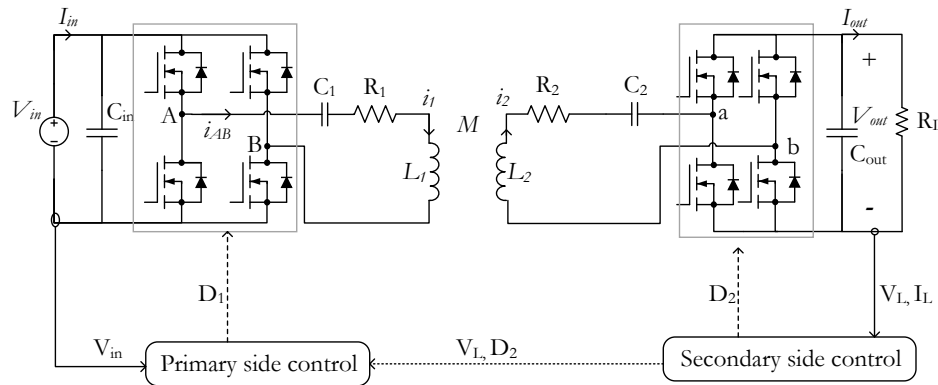 I_in
I_out
C_1
R_1
i_1
i_2
R_2
C_2
+
V_in
+
-
C_in
A
i_AB
M
a
V_out
R_L
B
b
L_1
L_2
C_out
-
D_1
D_2
V_L, I_L
V_in
V_L, D_2
Primary side control
Secondary side control